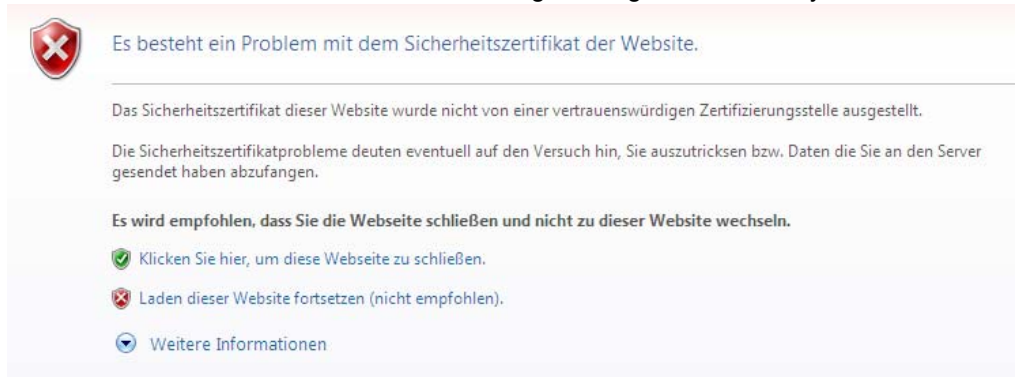 Es besteht ein Problem mit dem Sicherheitszertifikat der Website.
Das Sicherheitszertifikat dieser Website wurde nicht von einer vertrauenswürdigen Zertifizierungsstelle ausgestellt.
Die Sicherheitszertifikatprobleme deuten eventuell auf den Versuch hin, Sie auszutricksen bzw. Daten die Sie an den Server
gesendet haben abzufangen.
Es wird empfohlen, dass Sie die Webseite schließen und nicht zu dieser Website wechseln.
Klicken Sie hier, um diese Webseite zu schließen.
Laden dieser Website fortsetzen (nicht empfohlen).
Weitere Informationen